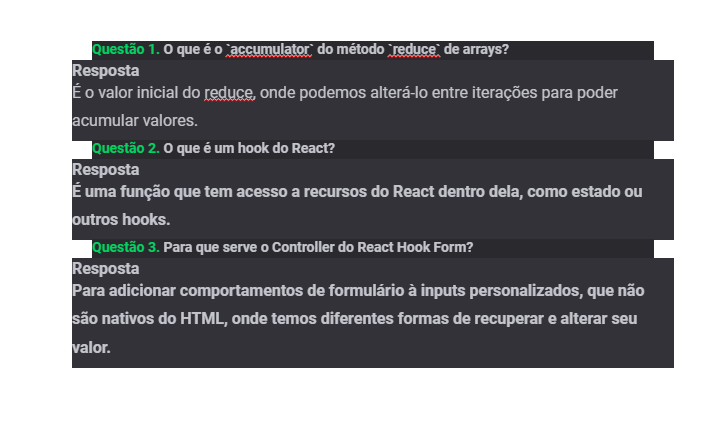 Questão 1. O que é o `accumulator` do método `reduce` de arrays?
Resposta
É o valor inicial do reduce, onde podemos alterá-lo entre iterações para poder
acumular valores.
Questão 2. O que é um hook do React?
Resposta
É uma função que tem acesso a recursos do React dentro dela, como estado ou
outros hooks.
Questão 3. Para que serve o Controller do React Hook Form?
Resposta
Para adicionar comportamentos de formulário à inputs personalizados, que não
são nativos do HTML, onde temos diferentes formas de recuperar e alterar seu
valor.